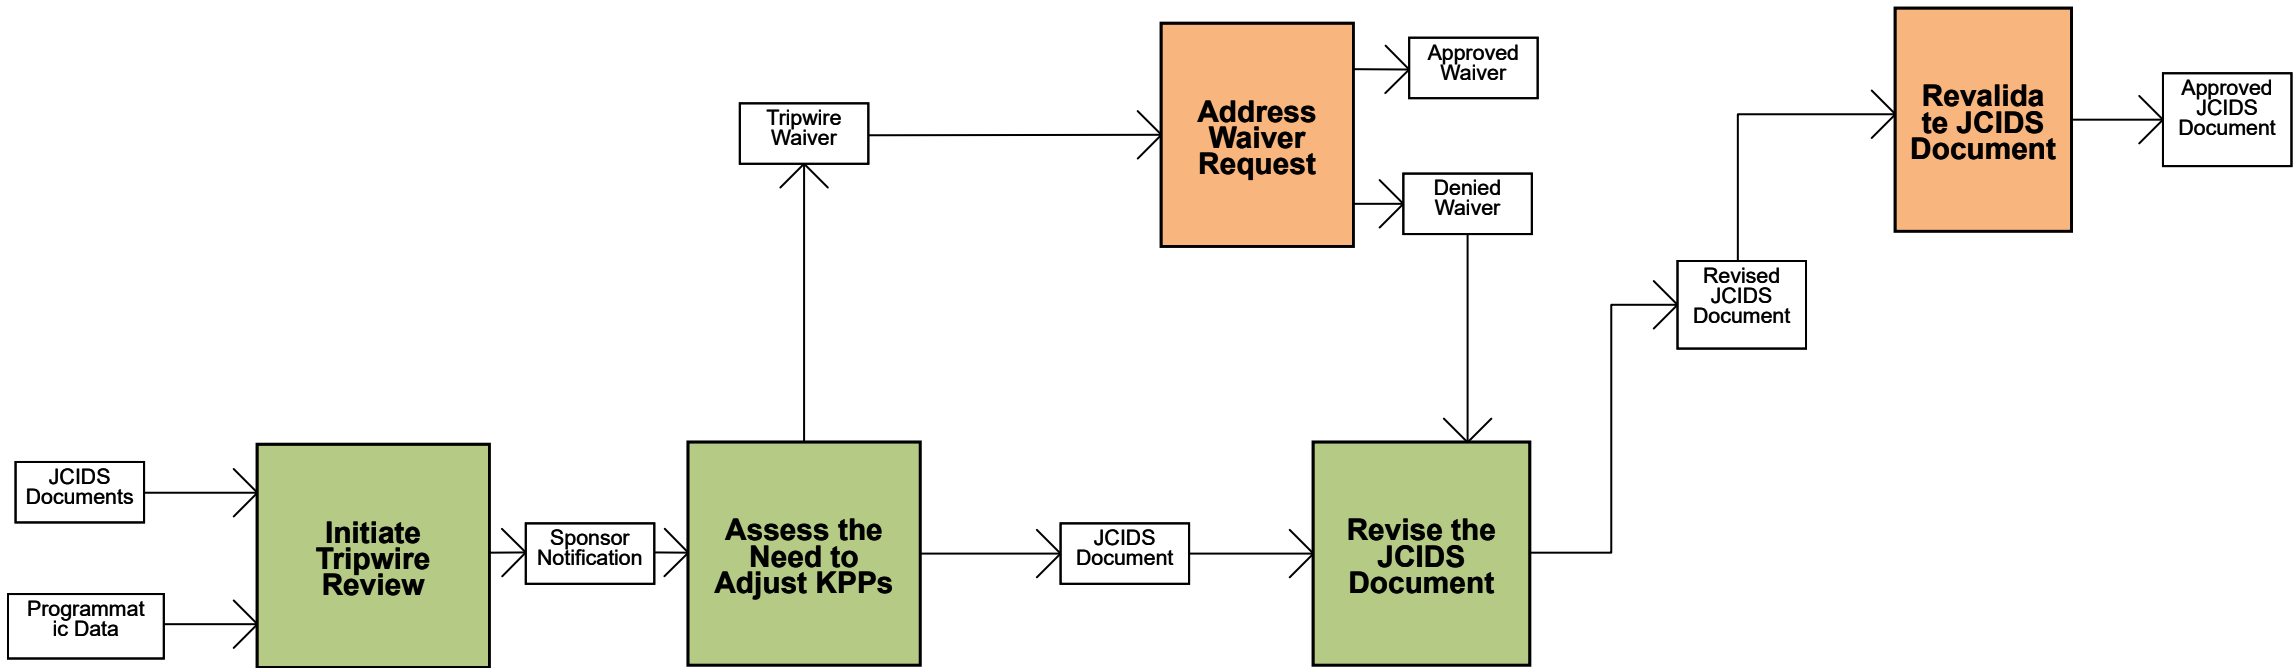 JCIDS
Documents
Programmat
ic Data
Initiate
Tripwire
Review
Sponsor
Notification
Assess the
Need to
Adjust KPPs
Tripwire
Waiver
Address
Waiver
Request
Approved
Waiver
Denied
Waiver
JCIDS
Document
Revise the
JCIDS
Document
Revised
JCIDS
Document
Revalida
te JCIDS
Document
Approved
JCIDS
Document